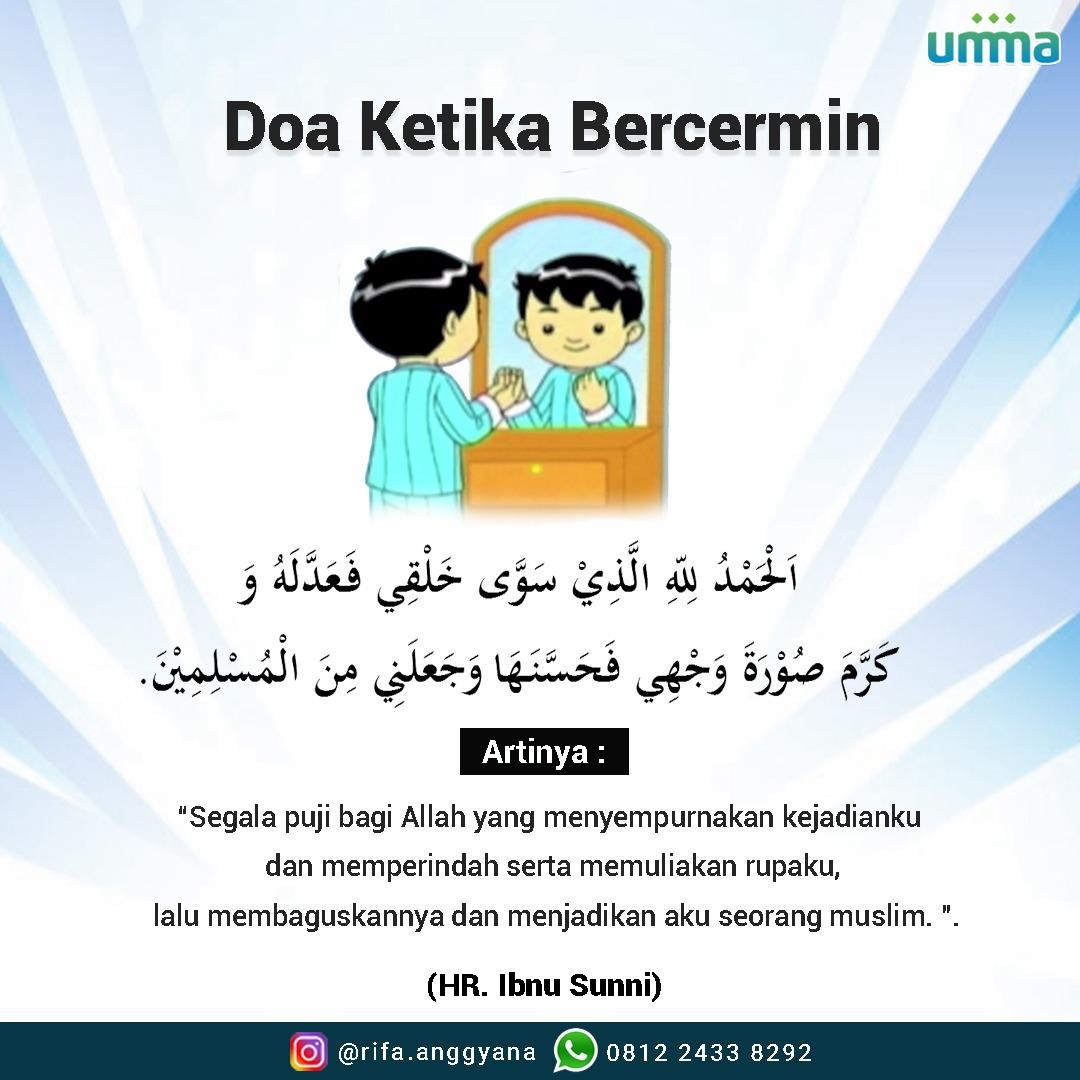 umma
Doa Ketika Bercermin
اَلْحَمْدُ لِلّٰهِ الَّذِيْ سَوَّى خَلْقِي فَعَدَّلَهُ وَ
كَرَّمَ صُوْرَةَ وَجْهِي فَحَسَّنَهَا وَجَعَلَنِي مِنَ الْمُسْلِمِيْنَ.
Artinya :
“Segala puji bagi Allah yang menyempurnakan kejadianku
dan memperindah serta memuliakan rupaku,
lalu membaguskannya dan menjadikan aku seorang muslim. ”.
(HR. Ibnu Sunni)
@rifa.anggyana 0812 2433 8292